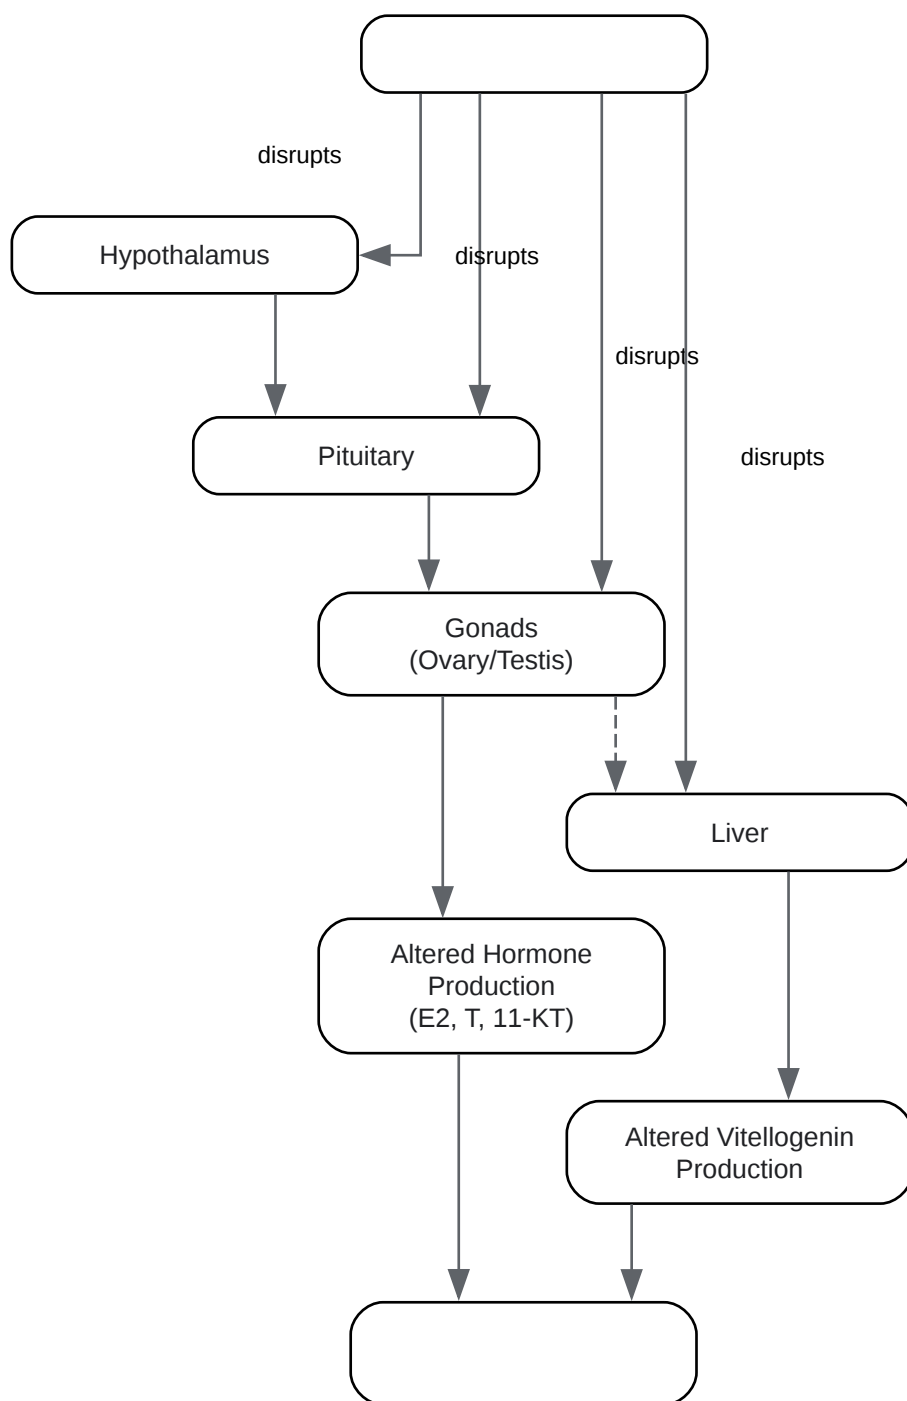 disrupts
Hypothalamus
disrupts
disrupts
Pituitary
disrupts
Gonads
(Ovary/Testis)
Liver
Altered Hormone
Production
(E2, T, 11-KT)
Altered Vitellogenin
Production